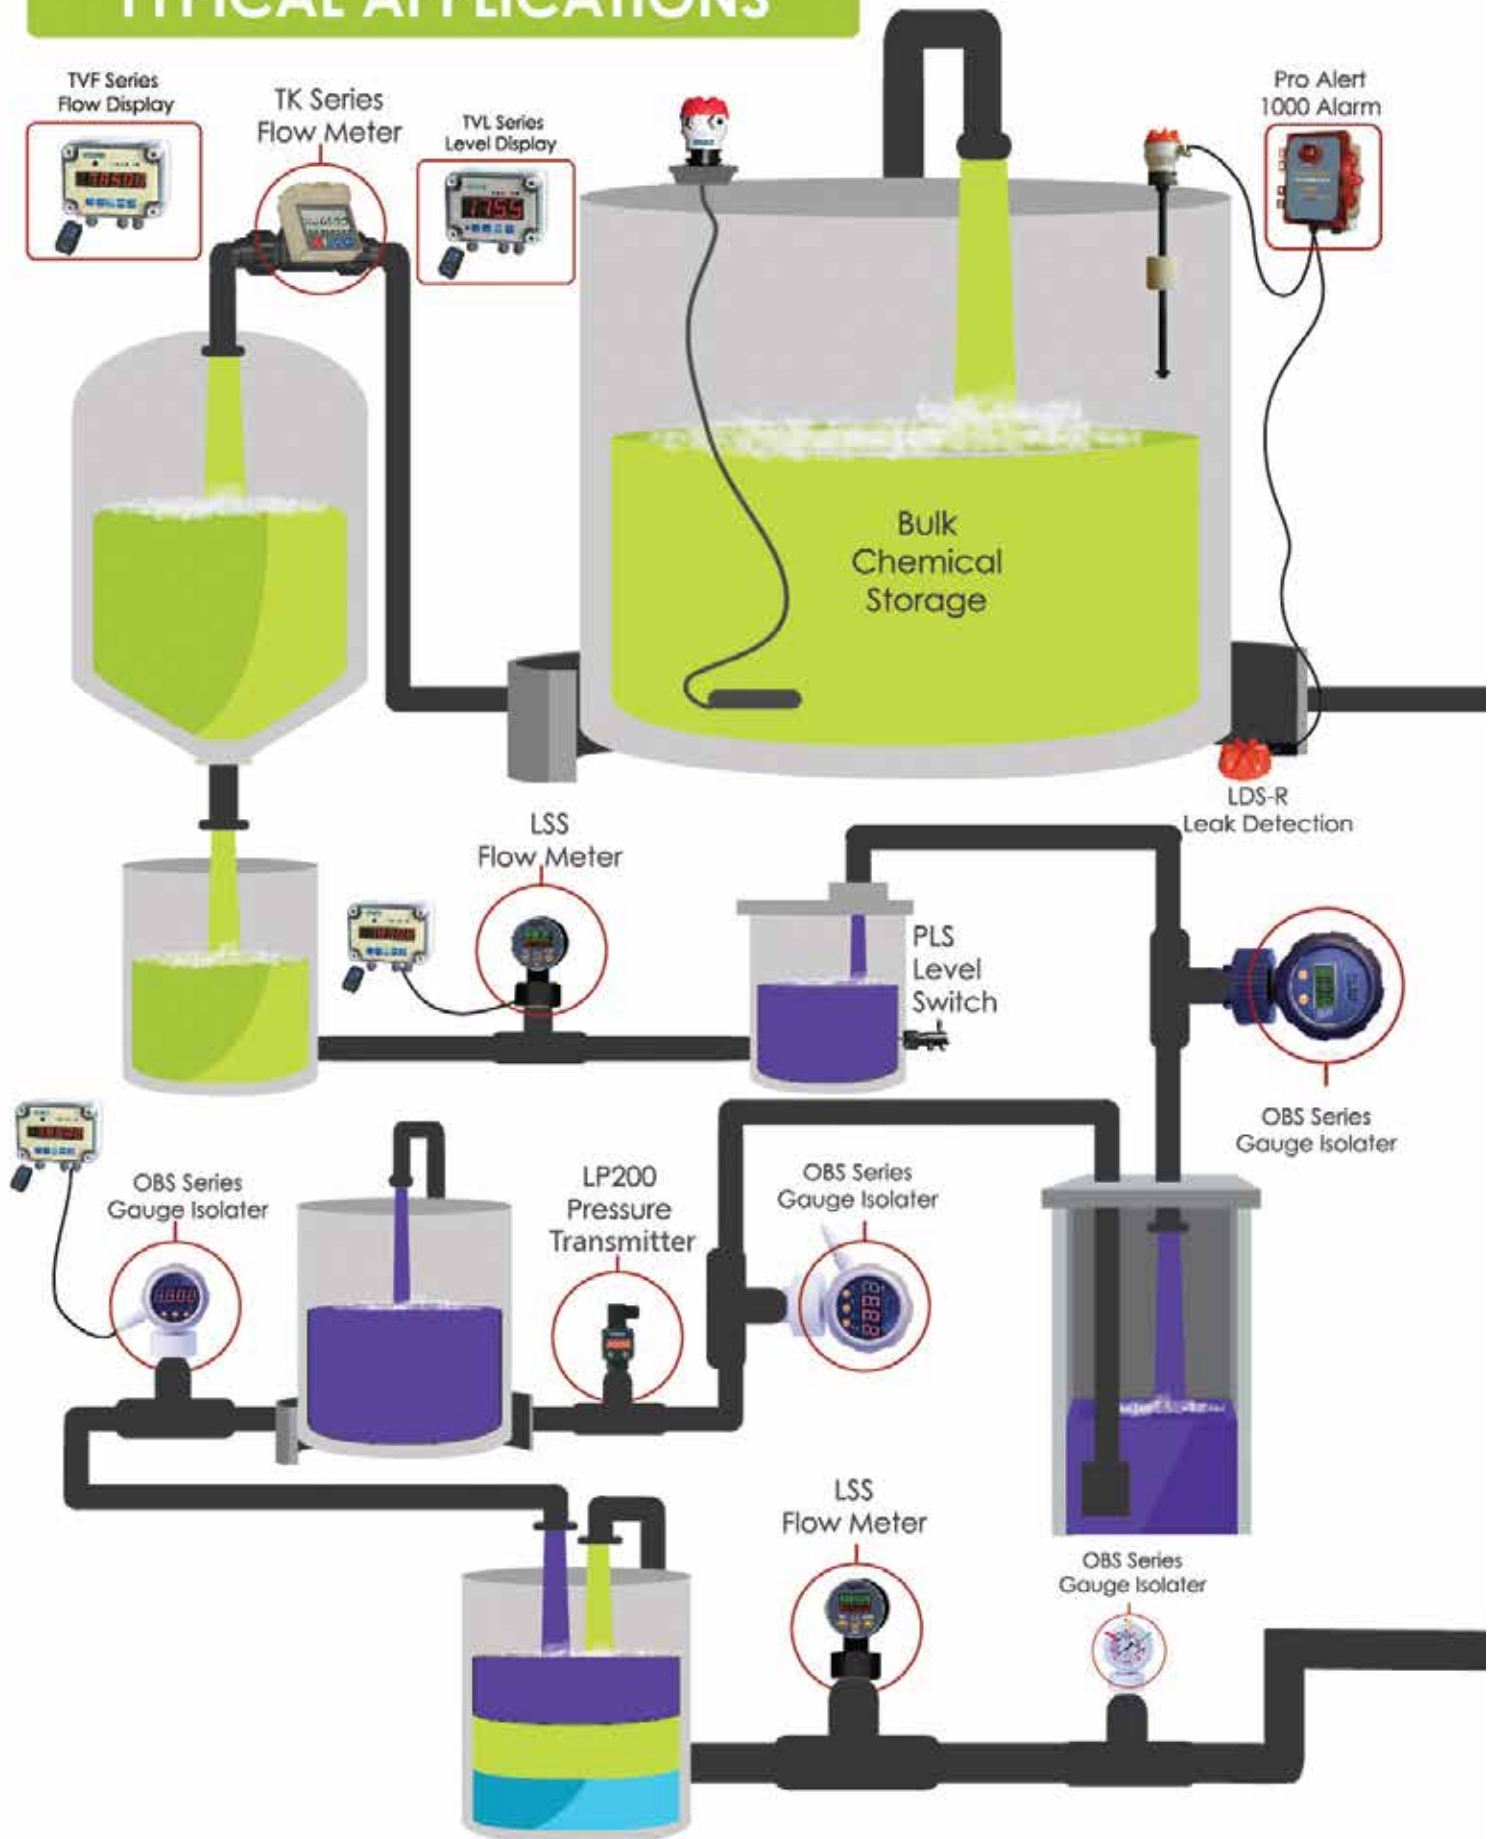 TYPICAL APPLICATIONS
TVF Series
Flow Display
TK Series
Flow Meter
TVL Series
Level Display
Pro Alert
1000 Alarm
Bulk
Chemical
Storage
LDS-R
Leak Detection
LSS
Flow Meter
PLS
Level
Switch
OBS Series
Gauge Isolater
OBS Series
Gauge Isolater
LP200
Pressure
Transmitter
OBS Series
Gauge Isolater
LSS
Flow Meter
OBS Series
Gauge Isolater